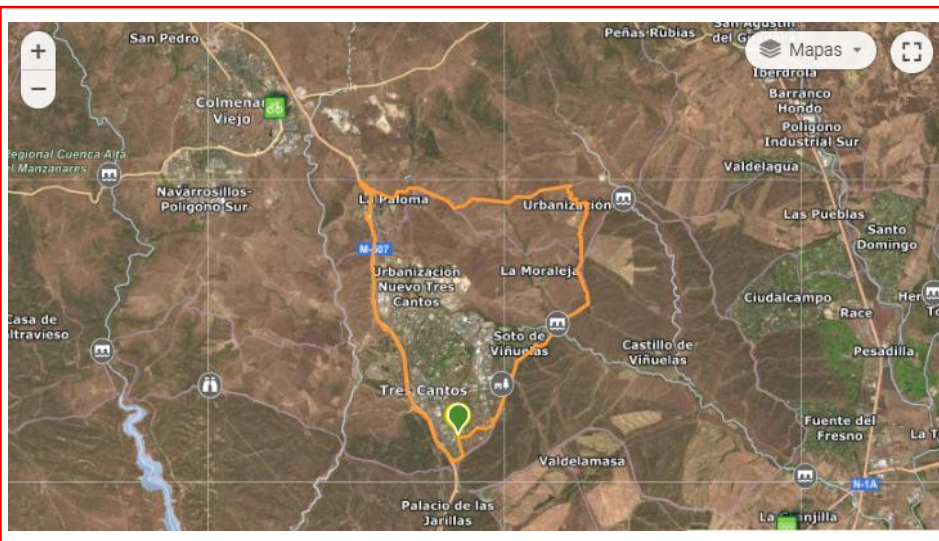 San Pedro
Peñas Rubias
San Agustín
del
Mapas
+
−
Iberdrola
Colmenar
Viejo
Barranco
Hondo
Polígono
Industrial Sur
Regional Cuenca Alta
el Manzanares
Valdelagua
Navarrosillos-
Polígono Sur
La Paloma
Urbanización
Las Pueblas
Santo
Domingo
M-607
Urbanización
Nuevo Tres
Cantos
La Moraleja
Ciudalcampo
Race
Her
To
Casa de
ltravieso
Soto de
Viñuelas
Castillo de
Viñuelas
Pesadilla
Tres Cantos
Fuente del
Fresno
La T
Valdelamasa
N-1A
Palacio de las
Jarillas
La Granjilla